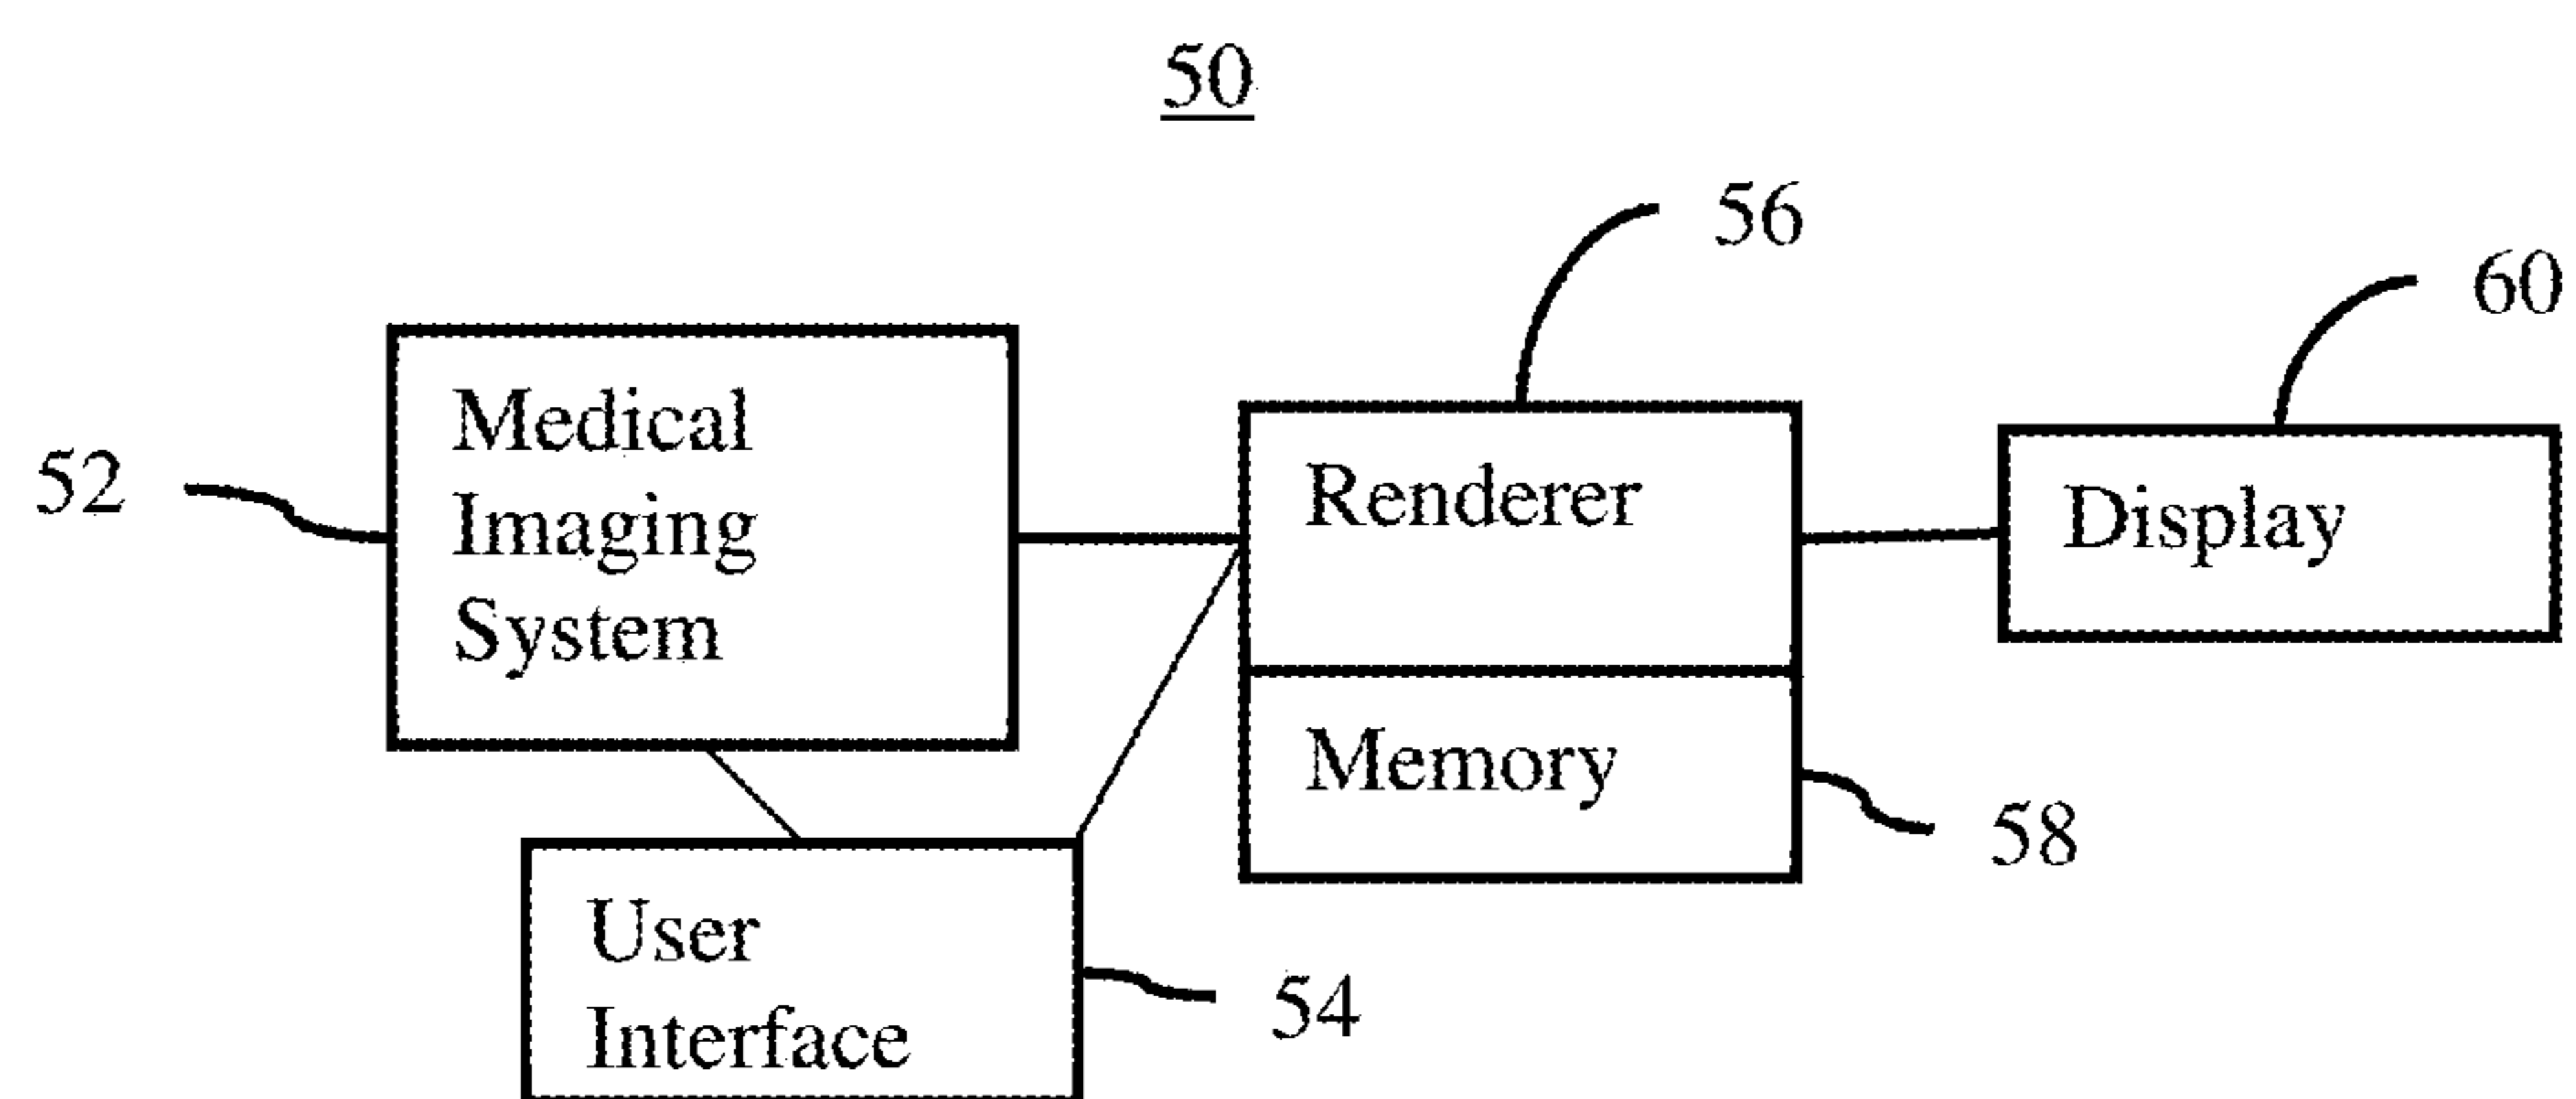 50
56
60
Medical
Imaging
System
52
Renderer
Display
Memory
58
User
Interface
54